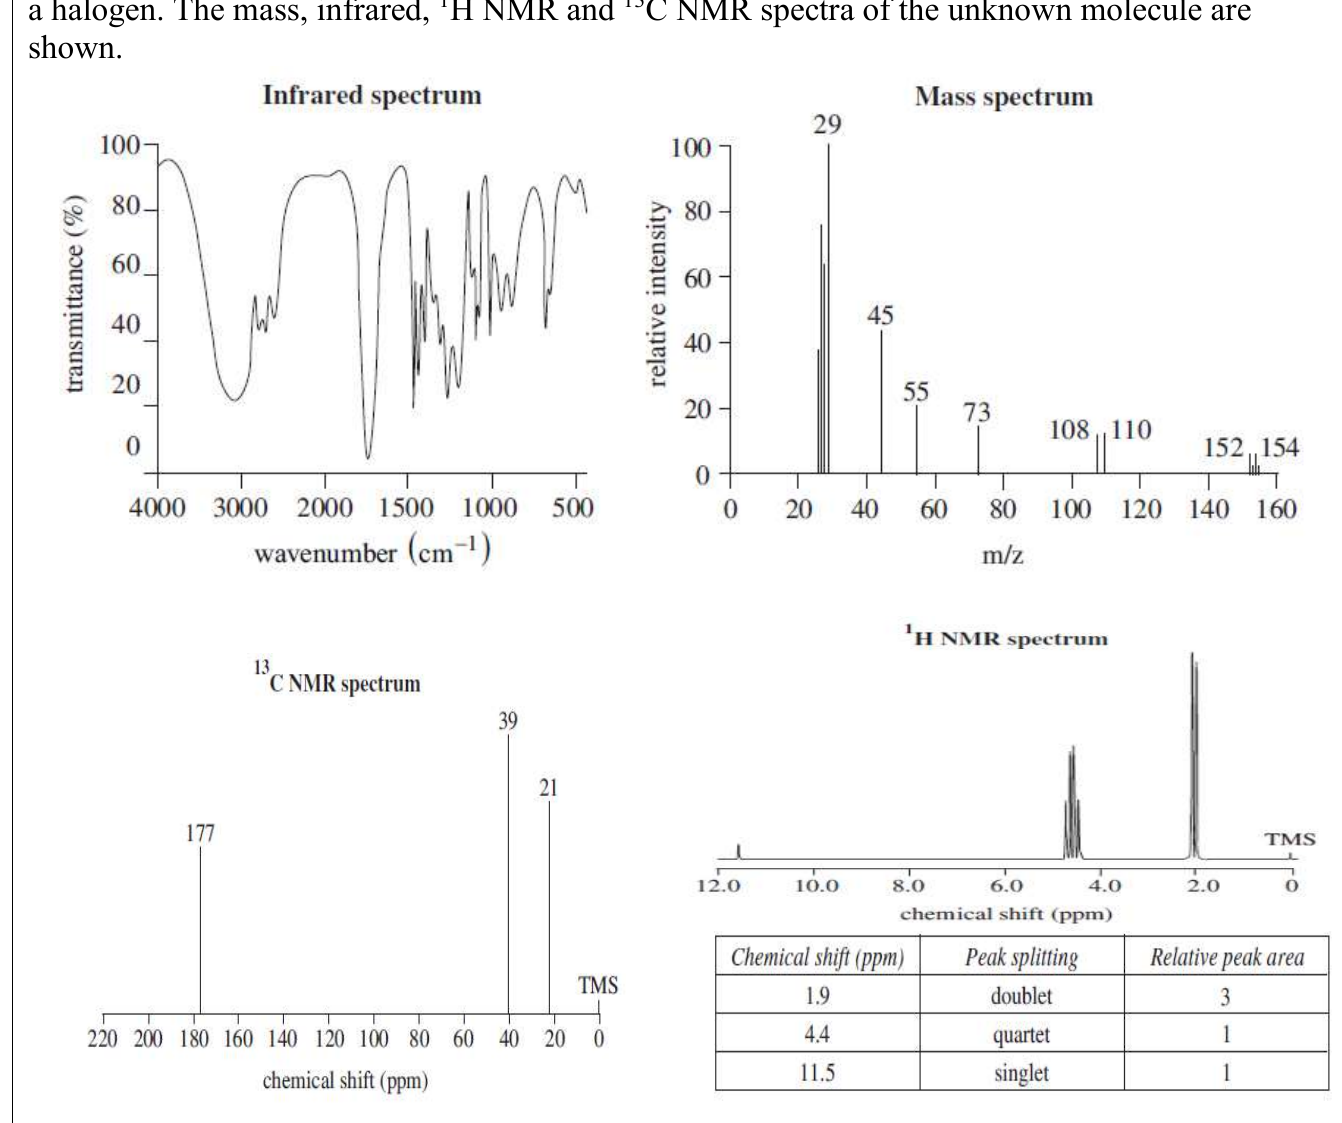 a halogen. The mass, infrared, ¹H NMR and ¹³C NMR spectra of the unknown molecule are
shown.
Infrared spectrum
transmittance (%)
100
80
60
40
20
0
4000 3000 2000 1500 1000 500
wavenumber (cm⁻¹)
Mass spectrum
relative intensity
100
80
60
40
20
0
29
45
55
73
108 110
152 154
0 20 40 60 80 100 120 140 160
m/z
¹³C NMR spectrum
39
21
177
TMS
220 200 180 160 140 120 100 80 60 40 20 0
chemical shift (ppm)
¹H NMR spectrum
TMS
12.0 10.0 8.0 6.0 4.0 2.0 0
chemical shift (ppm)
Chemical shift (ppm) Peak splitting Relative peak area
1.9 doublet 3
4.4 quartet 1
11.5 singlet 1